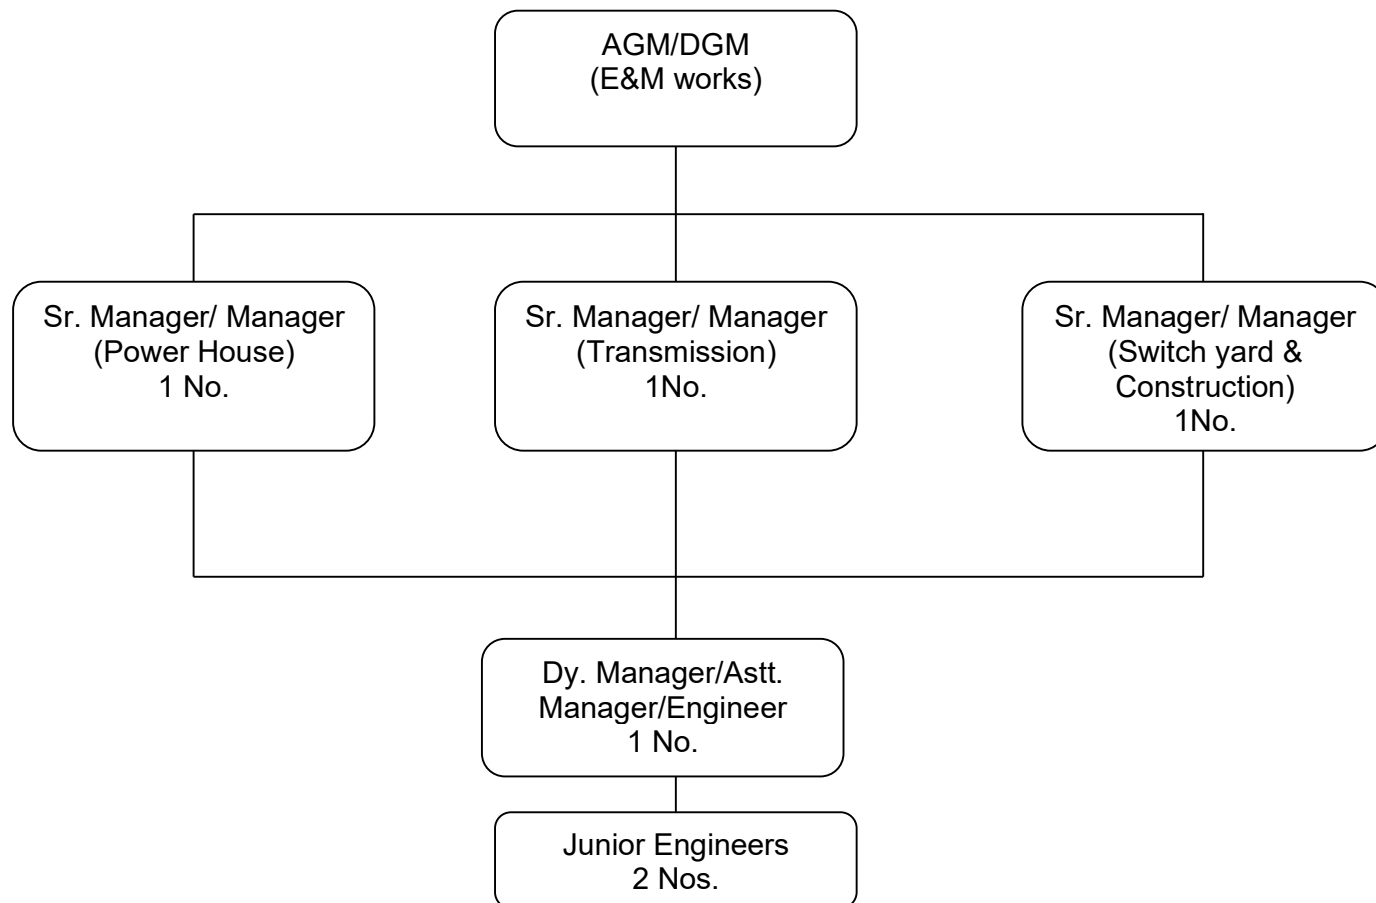 AGM/DGM
(E&M works)
Sr. Manager/ Manager
(Power House)
1 No.
Sr. Manager/ Manager
(Transmission)
1No.
Sr. Manager/ Manager
(Switch yard &
Construction)
1No.
Dy. Manager/Astt.
Manager/Engineer
1 No.
Junior Engineers
2 Nos.